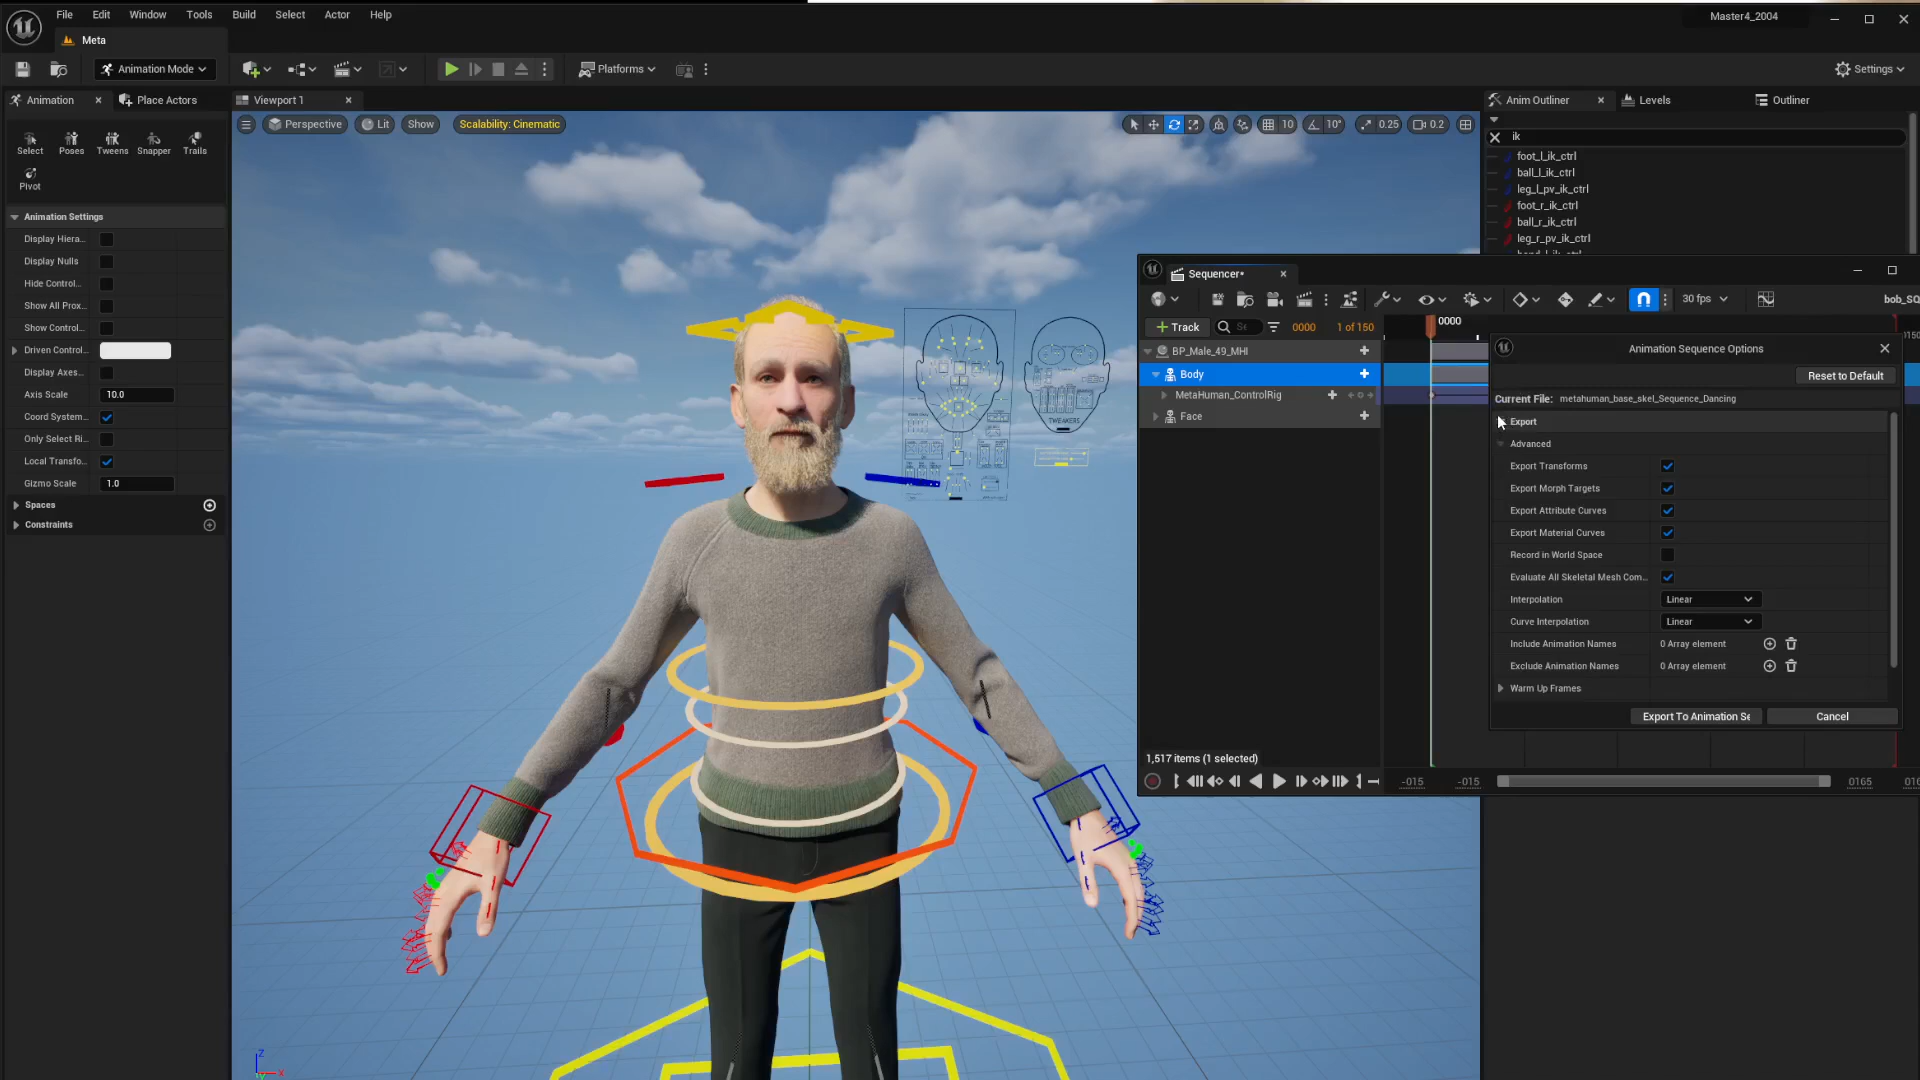 File Edit Window Tools Build Select Actor Help
Master4_2004
Meta
Animation Mode
Platforms
Settings
Animation
Place Actors
Viewport 1
Anim Outliner
Levels
Outliner
Perspective
Lit
Show
Scalability: Cinematic
10
10°
0.25
0.2
ik
Select Poses Tweens Snapper Trails
Pivot
foot_l_ik_ctrl
ball_l_ik_ctrl
leg_l_pv_ik_ctrl
foot_r_ik_ctrl
ball_r_ik_ctrl
leg_r_pv_ik_ctrl
Animation Settings
Display Hiera...
Display Nulls
Hide Control...
Show All Prox...
Show Control...
Driven Control...
Display Axes...
Axis Scale 10.0
Coord System...
Only Select Ri...
Local Transfo...
Gizmo Scale 1.0
Spaces
Constraints
TWEAKERS
Sequencer*
30 fps
bob_SQ
Track
0000
1 of 150
0000
BP_Male_49_MHI
Body
MetaHuman_ControlRig
Face
1,517 items (1 selected)
-015 -015 0165
Animation Sequence Options
Reset to Default
Current File: metahuman_base_skel_Sequence_Dancing
Export
Advanced
Export Transforms
Export Morph Targets
Export Attribute Curves
Export Material Curves
Record in World Space
Evaluate All Skeletal Mesh Com...
Interpolation Linear
Curve Interpolation Linear
Include Animation Names 0 Array element
Exclude Animation Names 0 Array element
Warm Up Frames
Export To Animation Se
Cancel
Z
X